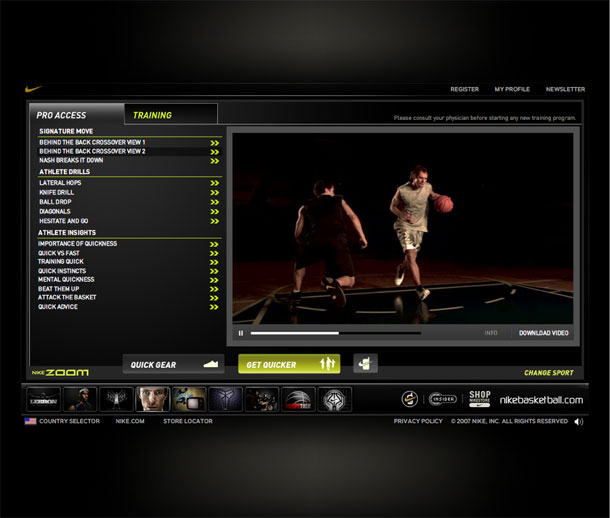 REGISTER MY PROFILE NEWSLETTER
PRO ACCESS TRAINING
Please consult your physician before starting any new training program.
SIGNATURE MOVE
BEHIND THE BACK CROSSOVER VIEW 1
BEHIND THE BACK CROSSOVER VIEW 2
NASH BREAKS IT DOWN
ATHLETE DRILLS
LATERAL HOPS
KNIFE DRILL
BALL DROP
DIAGONALS
HESITATE AND GO
ATHLETE INSIGHTS
IMPORTANCE OF QUICKNESS
QUICK VS FAST
TRAINING QUICK
QUICK INSTINCTS
MENTAL QUICKNESS
BEAT THEM UP
ATTACK THE BASKET
QUICK ADVICE
INFO DOWNLOAD VIDEO
NIKE ZOOM QUICK GEAR GET QUICKER CHANGE SPORT
LEBRON INSIDER SHOP NIKESTORE nikebasketball.com
COUNTRY SELECTOR NIKE.COM STORE LOCATOR PRIVACY POLICY © 2007 NIKE, INC. ALL RIGHTS RESERVED